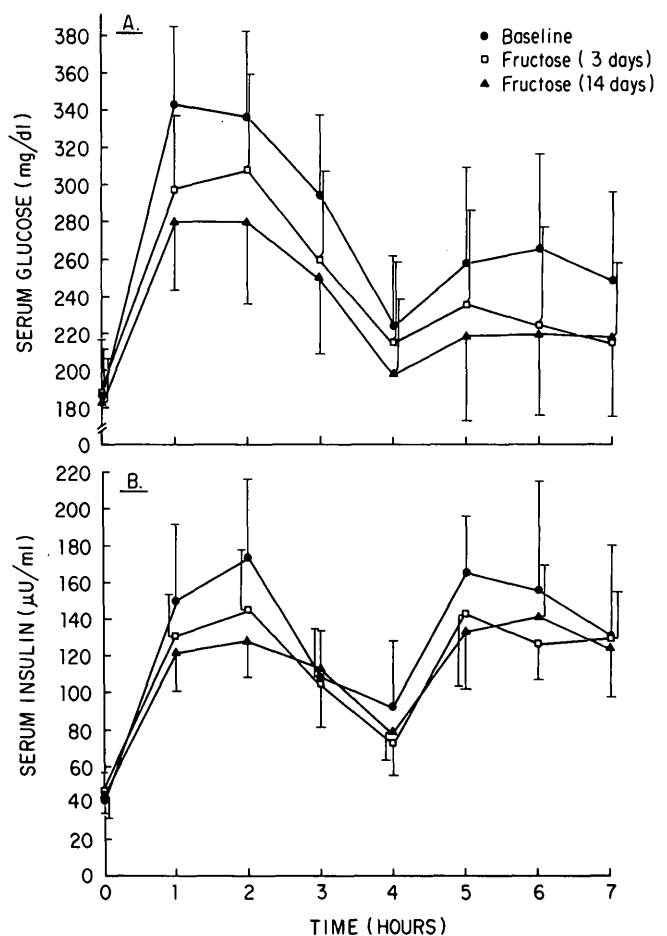 A.
● Baseline
□ Fructose ( 3 days)
▲ Fructose (14 days)
SERUM GLUCOSE (mg/dl)
380
360
340
320
300
280
260
240
220
200
180
0
B.
SERUM INSULIN (μU/ml)
220
200
180
160
140
120
100
80
60
40
20
0
0 1 2 3 4 5 6 7
TIME (HOURS)